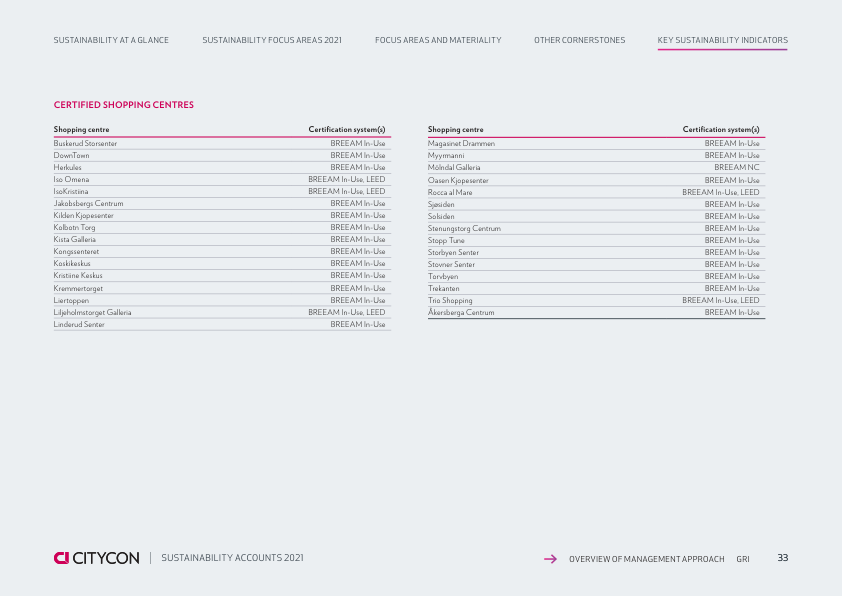 SUSTAINABILITY AT A GLANCE SUSTAINABILITY FOCUS AREAS 2021 FOCUS AREAS AND MATERIALITY OTHER CORNERSTONES KEY SUSTAINABILITY INDICATORS
CERTIFIED SHOPPING CENTRES
Shopping centre Certification system(s)
Buskerud Storsenter BREEAM In-Use
DownTown BREEAM In-Use
Herkules BREEAM In-Use
Iso Omena BREEAM In-Use, LEED
IsoKristiina BREEAM In-Use, LEED
Jakobsbergs Centrum BREEAM In-Use
Kilden Kjopesenter BREEAM In-Use
Kolbotn Torg BREEAM In-Use
Kista Galleria BREEAM In-Use
Kongssenteret BREEAM In-Use
Koskikeskus BREEAM In-Use
Kristiine Keskus BREEAM In-Use
Kremmertorget BREEAM In-Use
Liertoppen BREEAM In-Use
Liljeholmstorget Galleria BREEAM In-Use, LEED
Linderud Senter BREEAM In-Use
Shopping centre Certification system(s)
Magasinet Drammen BREEAM In-Use
Myyrmanni BREEAM In-Use
Mölndal Galleria BREEAM NC
Oasen Kjopesenter BREEAM In-Use
Rocca al Mare BREEAM In-Use, LEED
Sjøsiden BREEAM In-Use
Solsiden BREEAM In-Use
Stenungstorg Centrum BREEAM In-Use
Stopp Tune BREEAM In-Use
Storbyen Senter BREEAM In-Use
Stovner Senter BREEAM In-Use
Torvbyen BREEAM In-Use
Trekanten BREEAM In-Use
Trio Shopping BREEAM In-Use, LEED
Åkersberga Centrum BREEAM In-Use
CITYCON SUSTAINABILITY ACCOUNTS 2021 OVERVIEW OF MANAGEMENT APPROACH GRI 33